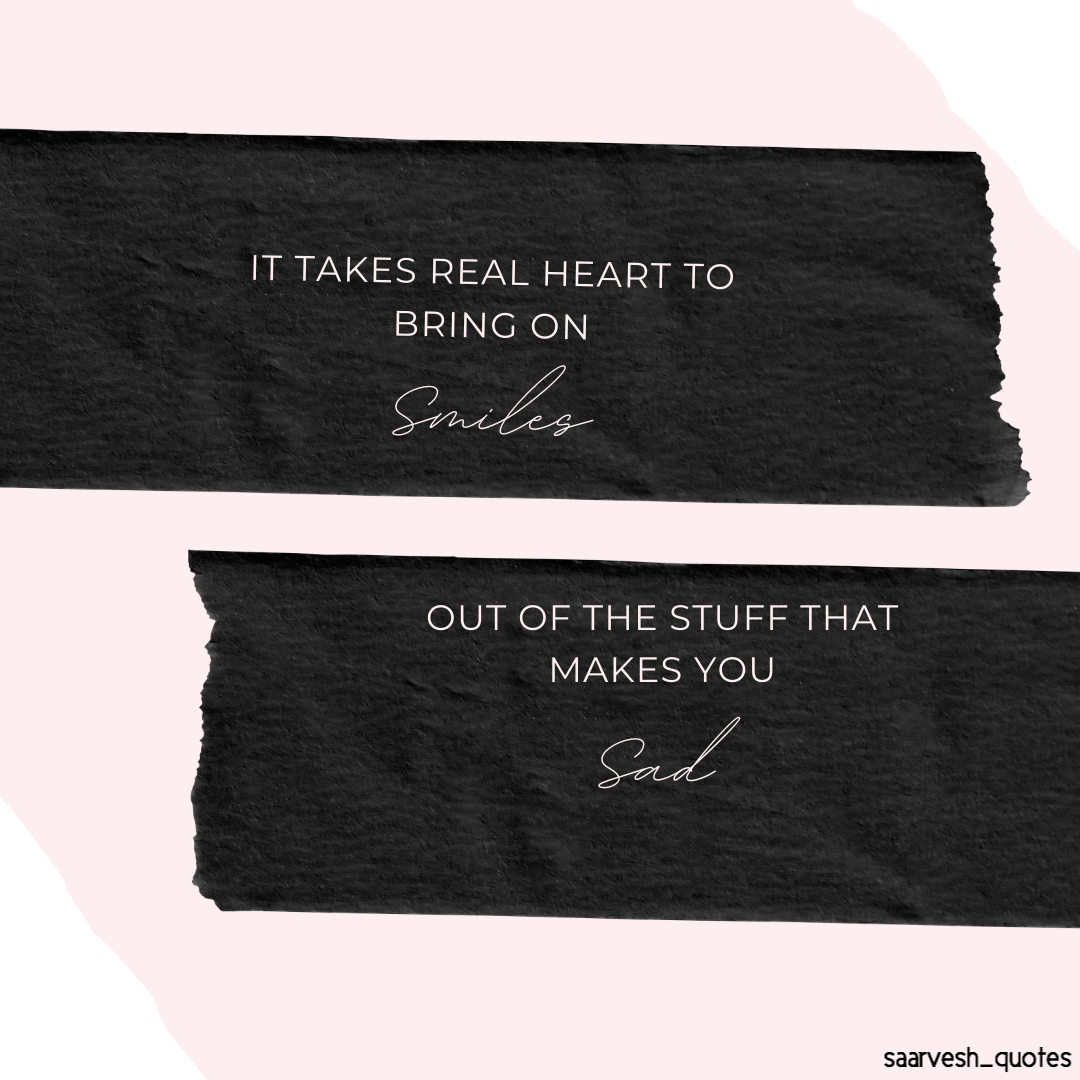 IT TAKES REAL HEART TO
BRING ON
Smiles
OUT OF THE STUFF THAT
MAKES YOU
Sad
saarvesh_quotes